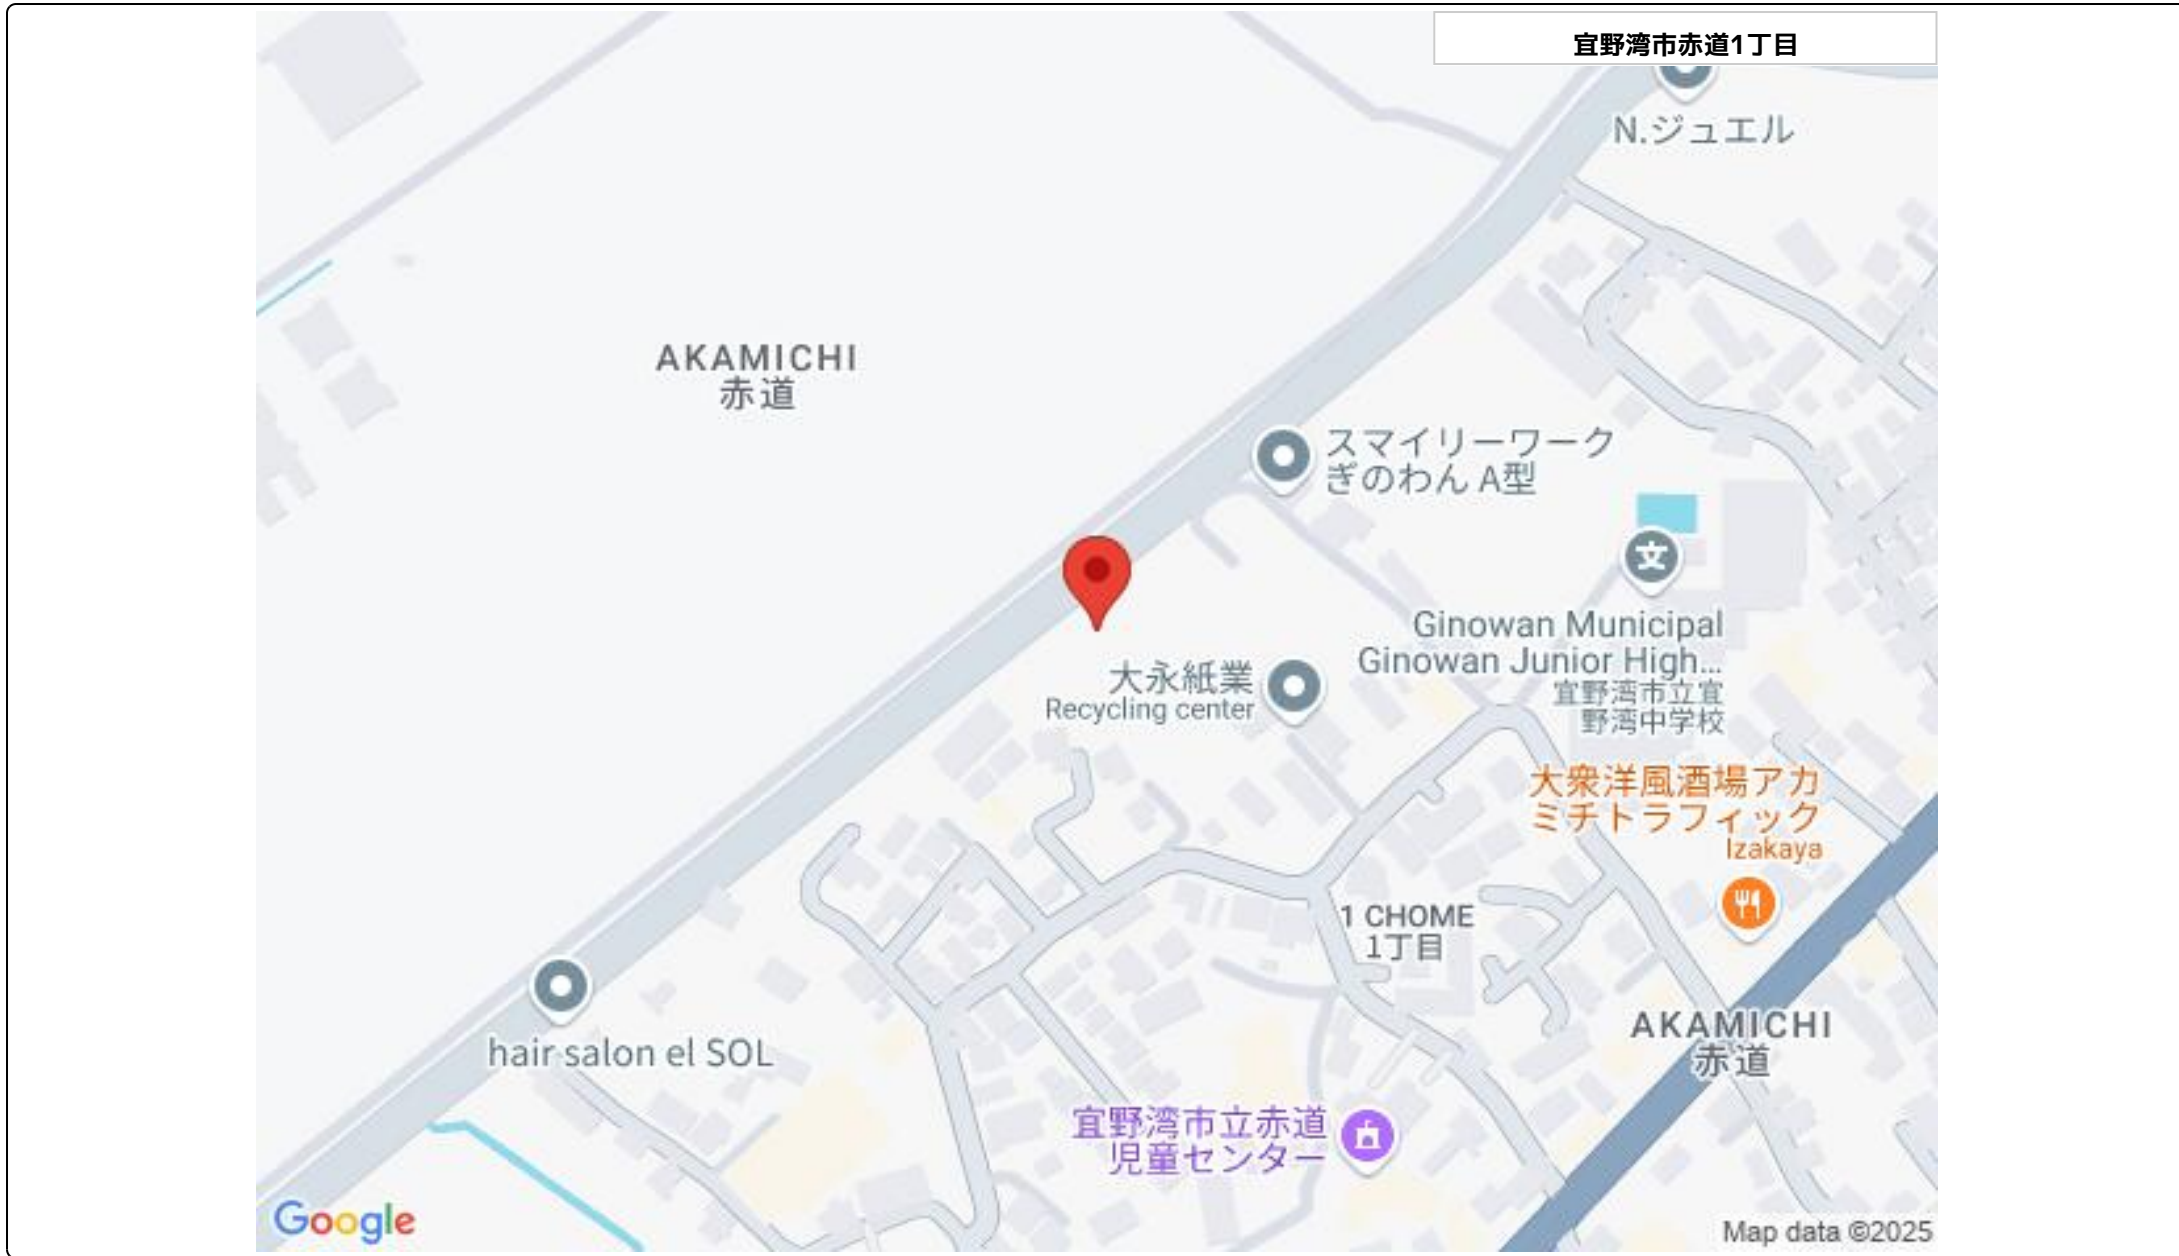 宜野湾市赤道1丁目
N.ジュエル
AKAMICHI
赤道
スマイリーワーク
ぎのわん A型
Ginowan Municipal
Ginowan Junior High...
宜野湾市立宜
野湾中学校
文
大永紙業
Recycling center
大衆洋風酒場アカ
ミチトラフィック
Izakaya
1 CHOME
1丁目
hair salon el SOL
AKAMICHI
赤道
宜野湾市立赤道
児童センター
Google
Map data ©2025